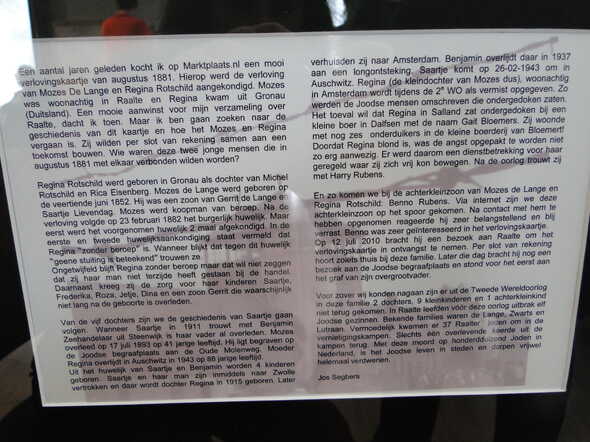 Een aantal jaren geleden kocht ik op Marktplaats.nl een mooi
verlovingskaartje van augustus 1881. Hierop werd de verloving
van Mozes De Lange en Regina Rotschild aangekondigd. Mozes
was woonachtig in Raalte en Regina kwam uit Gronau
(Duitsland). Een mooie aanwinst voor mijn verzameling over
Raalte, dacht ik toen. Maar ik ben gaan zoeken naar de
geschiedenis van dit kaartje en hoe het Mozes en Regina
vergaan is. Zij wilden per slot van rekening samen aan een
toekomst bouwen. Wie waren deze twee jonge mensen die in
augustus 1881 met elkaar verbonden wilden worden?
Regina Rotschild werd geboren in Gronau als dochter van Michel
Rotschild en Rica Eisenberg. Mozes de Lange werd geboren op
de veertiende juni 1852. Hij was een zoon van Gerrit de Lange en
Saartje Lievendag. Mozes werd koopman van beroep. Na de
verloving volgde op 23 februari 1882 het burgerlijk huwelijk. Maar
eerst werd het voorgenomen huwelijk 2 maal afgekondigd. In de
eerste en tweede huwelijksaankondiging staat vermeld dat
Regina "zonder beroep" is. Wanneer blijkt dat tegen dit huwelijk
"geene stuiting is beteekend" trouwen ze
Ongetwijfeld blijft Regina zonder beroep maar dat wil niet zeggen
dat zij haar man niet terzijde heeft gestaan bij de handel.
Daarnaast kreeg zij de zorg voor haar kinderen Saartje,
Frederika, Roza, Jetje, Dina en een zoon Gerrit die waarschijnlijk
niet lang na de geboorte is overleden.
Van de vijf dochters zijn we de geschiedenis van Saartje gaan
volgen. Wanneer Saartje in 1911 trouwt met Benjamin
Zeehandelaar uit Steenwijk is haar vader al overleden. Mozes
overleed op 17 juli 1893 op 41 jarige leeftijd. Hij ligt begraven op
de Joodse begraafplaats aan de Oude Molenweg. Moeder
Regina overlijdt in Auschwitz in 1943 op 86 jarige leeftijd.
Uit het huwelijk van Saartje en Benjamin worden 4 kinderen
geboren. Saartje en haar man zijn inmiddels naar Zwolle
vertrokken en daar wordt dochter Regina in 1915 geboren. Later
verhuisden zij naar Amsterdam. Benjamin overlijdt daar in 1937
aan een longontsteking. Saartje komt op 26-02-1943 om in
Auschwitz. Regina (de kleindochter van Mozes dus), woonachtig
in Amsterdam wordt tijdens de 2e WO als vermist opgegeven. Zo
werden de Joodse mensen omschreven die ondergedoken zaten.
Het toeval wil dat Regina in Salland zat ondergedoken bij een
kleine boer in Dalfsen met de naam Gait Bloemers. Zij woonde
met nog zes onderduikers in de kleine boerderij van Bloemert!
Doordat Regina blond is, was de angst opgepakt te worden niet
zo erg aanwezig. Er werd daarom een dienstbetrekking voor haar
geregeld waar zij zich vrij kon bewegen. Na de oorlog trouwt zij
met Harry Rubens.
En zo komen we bij de achterkleinzoon van Mozes de Lange en
Regina Rotschild: Benno Rubens. Via internet zijn we deze
achterkleinzoon op het spoor gekomen. Na contact met hem te
hebben opgenomen reageerde hij zeer belangstellend en blij
verrast. Benno was zeer geïnteresseerd in het verlovingskaartje.
Op 12 juli 2010 bracht hij een bezoek aan Raalte om het
verlovingskaartje in ontvangst te nemen. Per slot van rekening
hoort zoiets thuis bij deze familie. Later die dag bracht hij nog een
bezoek aan de Joodse begraafplaats en stond voor het eerst aan
het graf van zijn overgrootvader.
Voor zover wij konden nagaan zijn er uit de Tweede Wereldoorlog
in deze familie 2 dochters, 9 kleinkinderen en 1 achterkleinkind
niet terug gekomen. In Raalte leefden vóór deze oorlog uitbrak elf
Joodse gezinnen. Bekende families waren de Lange, Zwarts en
Lutraan. Vermoedelijk kwamen er 37 Raalter Joden om in de
vernietigingskampen. Slechts één overlevende keerde uit de
kampen terug. Met deze moord op honderdduizend Joden in
Nederland, is het Joodse leven in steden en dorpen vrijwel
helemaal verdwenen.
Jos Segbers